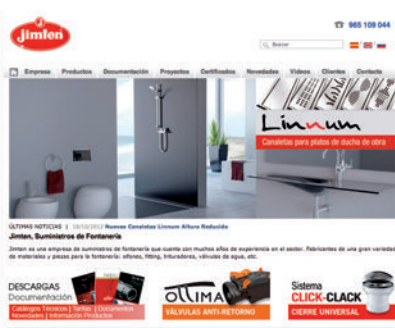 Jimten
965 109 044
Buscar
Empresa Productos Documentación Proyectos Certificados Novedades Videos Clientes Contacto
Linnum
Canaletas para platos de ducha de obra
ÚLTIMAS NOTICIAS | 18/10/2012 Nuevas Canaletas Linnum Altura Reducida
Jimten, Suministros de Fontanería
Jimten es una empresa de suministros de fontanería que cuenta con muchos años de experiencia en el sector. Fabricantes de una gran variedad
de materiales y piezas para la fontanería: sifones, fitting, trituradores, válvulas de agua, etc.
DESCARGAS
Documentación
Catálogos Técnicos | Tarifas | Documentos
Novedades | Información Productos
OTTIMA
VÁLVULAS ANTI-RETORNO
Sistema
CLICK-CLACK
CIERRE UNIVERSAL